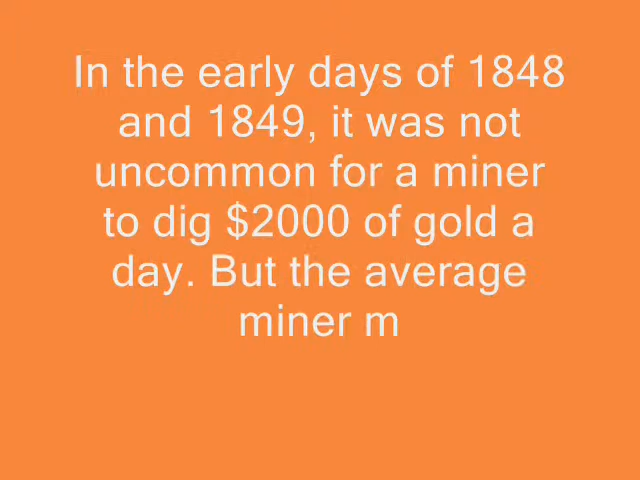 In the early days of 1848
and 1849, it was not
uncommon for a miner
to dig $2000 of gold a
day. But the average
miner m